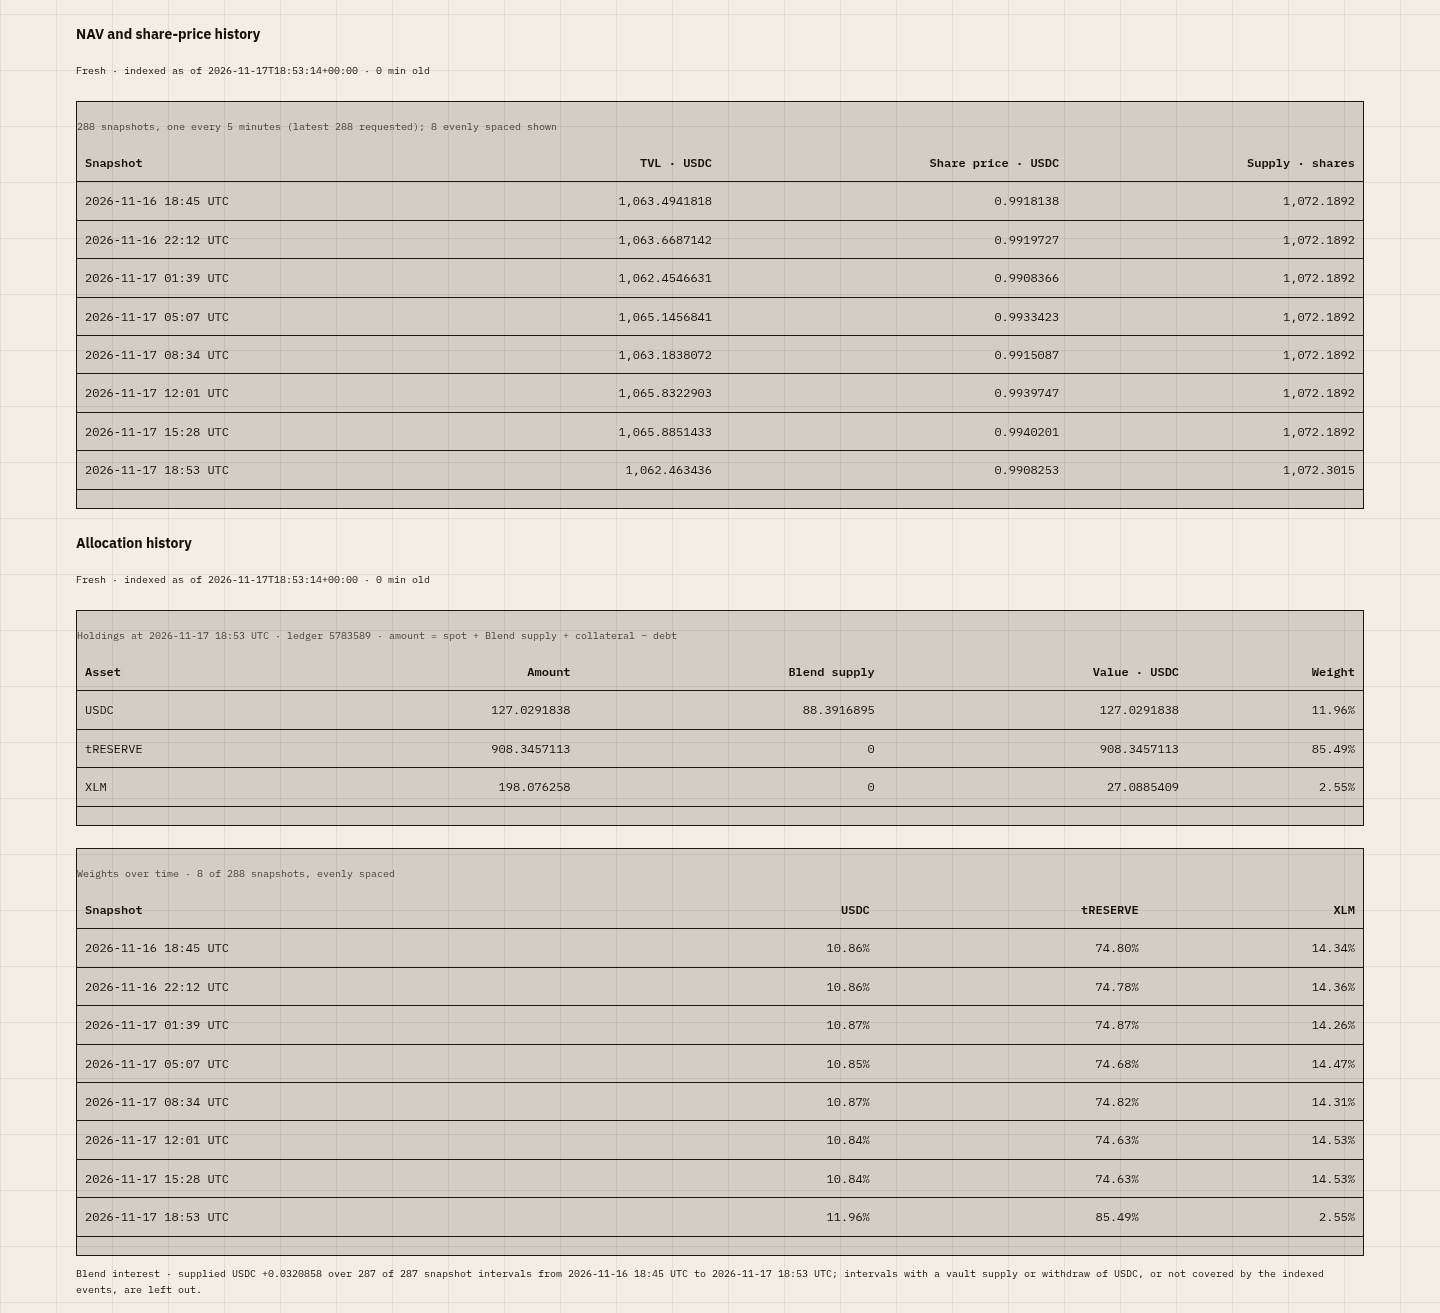 NAV and share-price history
Fresh · indexed as of 2026-11-17T18:53:14+00:00 · 0 min old
288 snapshots, one every 5 minutes (latest 288 requested); 8 evenly spaced shown
Snapshot TVL · USDC Share price · USDC Supply · shares
2026-11-16 18:45 UTC 1,063.4941818 0.9918138 1,072.1892
2026-11-16 22:12 UTC 1,063.6687142 0.9919727 1,072.1892
2026-11-17 01:39 UTC 1,062.4546631 0.9908366 1,072.1892
2026-11-17 05:07 UTC 1,065.1456841 0.9933423 1,072.1892
2026-11-17 08:34 UTC 1,063.1838072 0.9915087 1,072.1892
2026-11-17 12:01 UTC 1,065.8322903 0.9939747 1,072.1892
2026-11-17 15:28 UTC 1,065.8851433 0.9940201 1,072.1892
2026-11-17 18:53 UTC 1,062.463436 0.9908253 1,072.3015
Allocation history
Fresh · indexed as of 2026-11-17T18:53:14+00:00 · 0 min old
Holdings at 2026-11-17 18:53 UTC · ledger 5783589 · amount = spot + Blend supply + collateral − debt
Asset Amount Blend supply Value · USDC Weight
USDC 127.0291838 88.3916895 127.0291838 11.96%
tRESERVE 908.3457113 0 908.3457113 85.49%
XLM 198.076258 0 27.0885409 2.55%
Weights over time · 8 of 288 snapshots, evenly spaced
Snapshot USDC tRESERVE XLM
2026-11-16 18:45 UTC 10.86% 74.80% 14.34%
2026-11-16 22:12 UTC 10.86% 74.78% 14.36%
2026-11-17 01:39 UTC 10.87% 74.87% 14.26%
2026-11-17 05:07 UTC 10.85% 74.68% 14.47%
2026-11-17 08:34 UTC 10.87% 74.82% 14.31%
2026-11-17 12:01 UTC 10.84% 74.63% 14.53%
2026-11-17 15:28 UTC 10.84% 74.63% 14.53%
2026-11-17 18:53 UTC 11.96% 85.49% 2.55%
Blend interest · supplied USDC +0.0320858 over 287 of 287 snapshot intervals from 2026-11-16 18:45 UTC to 2026-11-17 18:53 UTC; intervals with a vault supply or withdraw of USDC, or not covered by the indexed
events, are left out.